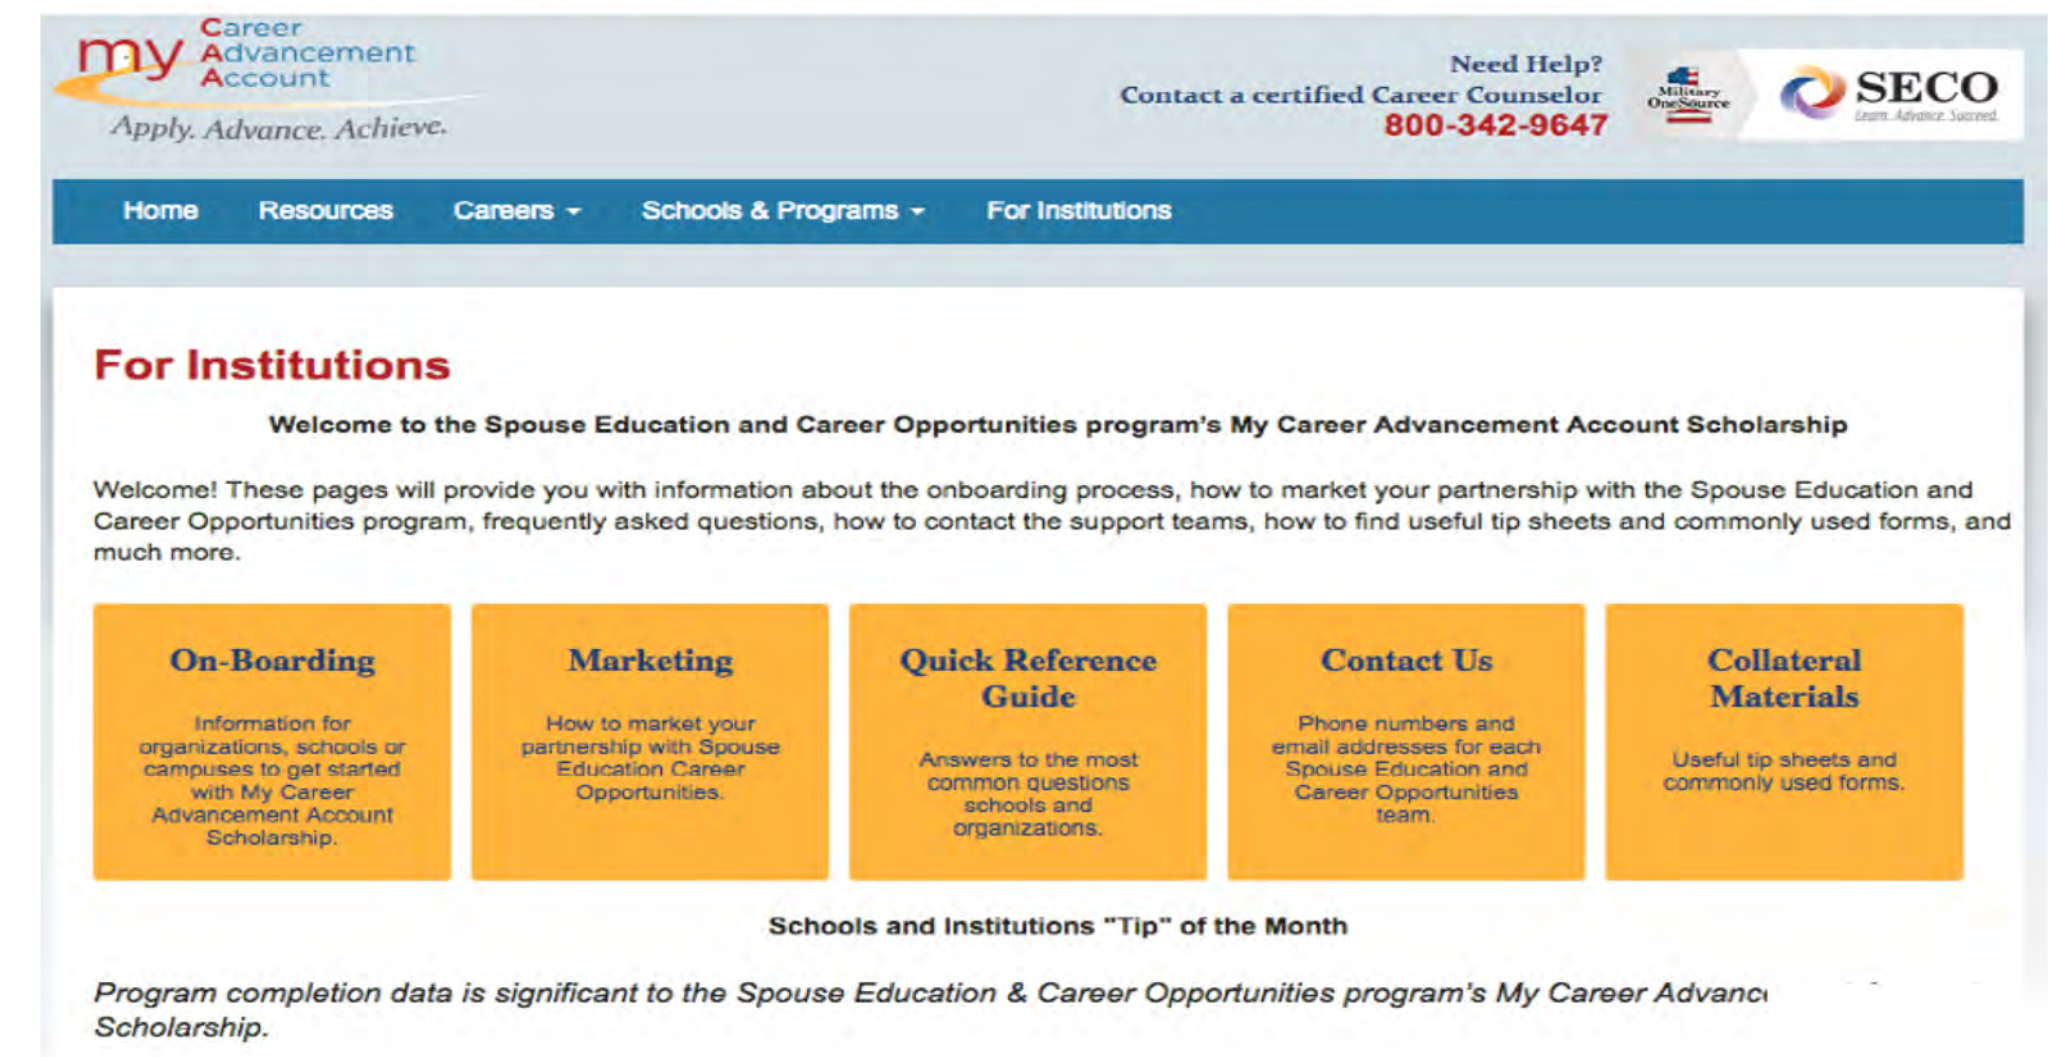 my Career
Advancement
Account
Apply. Advance. Achieve.
Need Help?
Contact a certified Career Counselor
800-342-9647
Military
OneSource
SECO
Learn. Advance. Succeed.
Home Resources Careers Schools & Programs For Institutions
For Institutions
Welcome to the Spouse Education and Career Opportunities program's My Career Advancement Account Scholarship
Welcome! These pages will provide you with information about the onboarding process, how to market your partnership with the Spouse Education and
Career Opportunities program, frequently asked questions, how to contact the support teams, how to find useful tip sheets and commonly used forms, and
much more.
On-Boarding
Information for
organizations, schools or
campuses to get started
with My Career
Advancement Account
Scholarship.
Marketing
How to market your
partnership with Spouse
Education Career
Opportunities.
Quick Reference
Guide
Answers to the most
common questions
schools and
organizations.
Contact Us
Phone numbers and
email addresses for each
Spouse Education and
Career Opportunities
team.
Collateral
Materials
Useful tip sheets and
commonly used forms.
Schools and Institutions "Tip" of the Month
Program completion data is significant to the Spouse Education & Career Opportunities program's My Career
Scholarship.